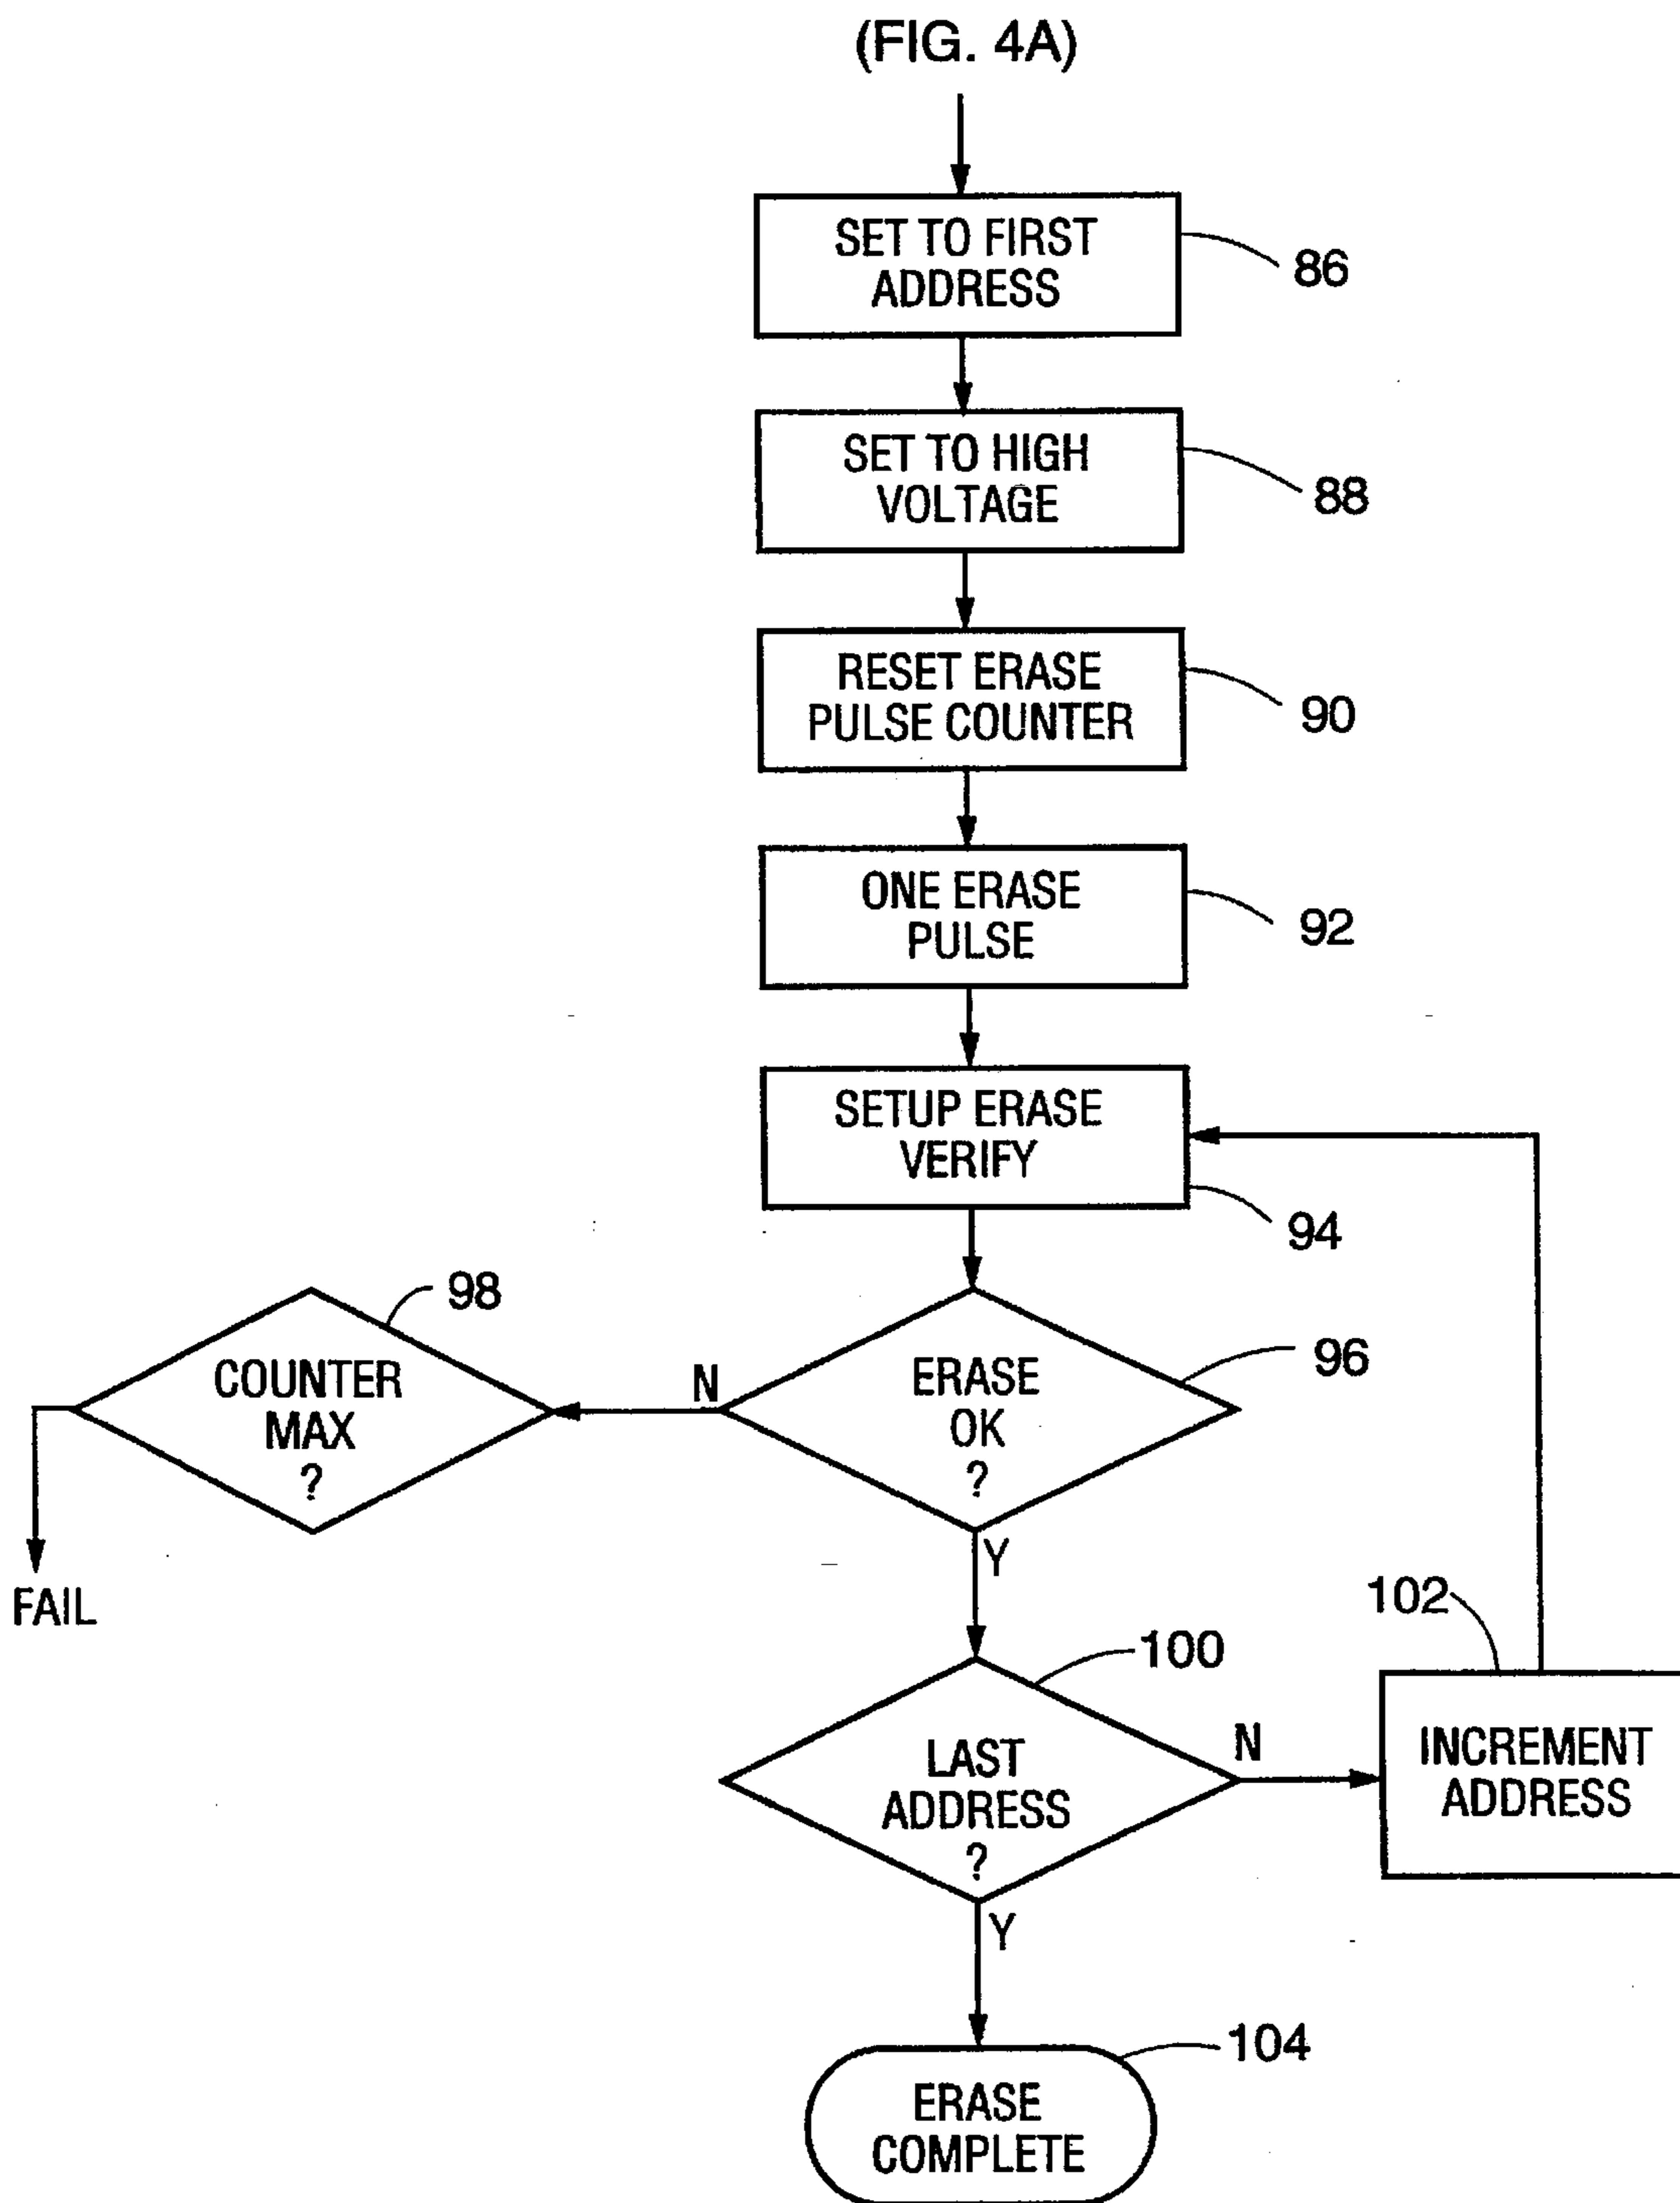 (FIG. 4A)
SET TO FIRST
ADDRESS
86
SET TO HIGH
VOLTAGE
88
RESET ERASE
PULSE COUNTER
90
ONE ERASE
PULSE
92
SETUP ERASE
VERIFY
94
98
COUNTER
MAX
?
N
ERASE
OK
?
96
FAIL
Y
100
102
LAST
ADDRESS
?
N
INCREMENT
ADDRESS
Y
104
ERASE
COMPLETE